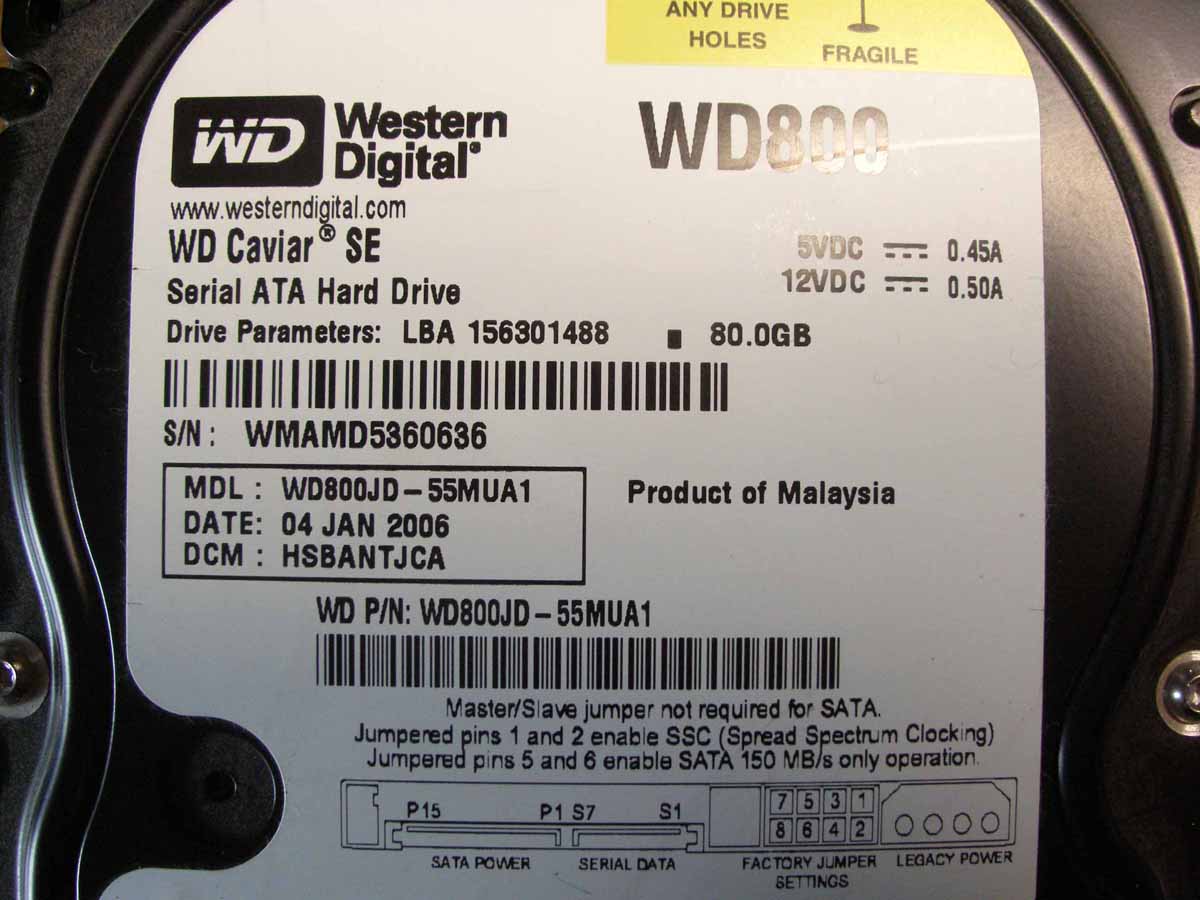 ANY DRIVE
HOLES
FRAGILE
WD Western
Digital®
WD800
www.westerndigital.com
WD Caviar® SE
5VDC 0.45A
12VDC 0.50A
Serial ATA Hard Drive
Drive Parameters: LBA 156301488 ■ 80.0GB
S/N: WMAMD5360636
MDL: WD800JD-55MUA1
DATE: 04 JAN 2006
DCM: HSBANTJCA
Product of Malaysia
WD P/N: WD800JD-55MUA1
Master/Slave jumper not required for SATA.
Jumpered pins 1 and 2 enable SSC (Spread Spectrum Clocking)
Jumpered pins 5 and 6 enable SATA 150 MB/s only operation.
P15 P1 S7 S1
7 5 3 1
8 6 4 2
SATA POWER SERIAL DATA FACTORY JUMPER SETTINGS LEGACY POWER